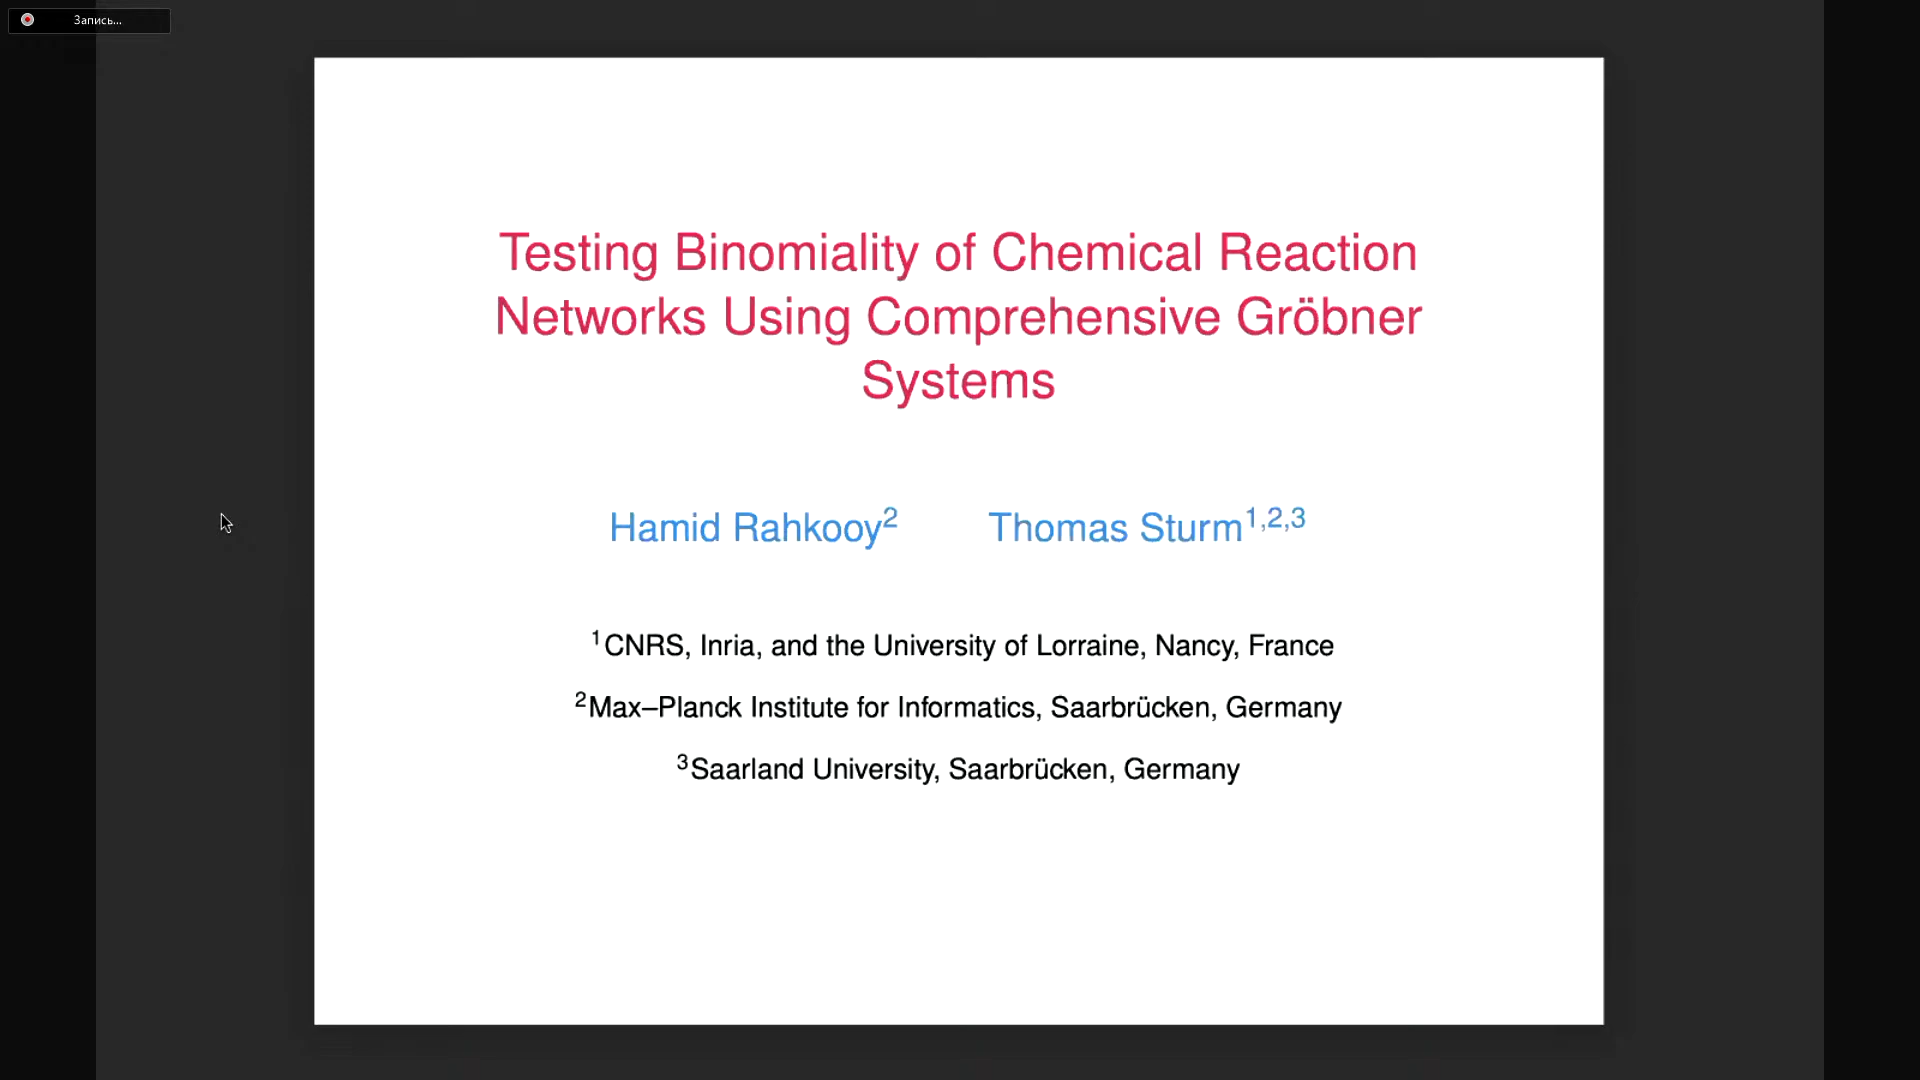 Запись...
Testing Binomiality of Chemical Reaction
Networks Using Comprehensive Gröbner
Systems
Hamid Rahkooy² Thomas Sturm¹,²,³
¹CNRS, Inria, and the University of Lorraine, Nancy, France
²Max–Planck Institute for Informatics, Saarbrücken, Germany
³Saarland University, Saarbrücken, Germany